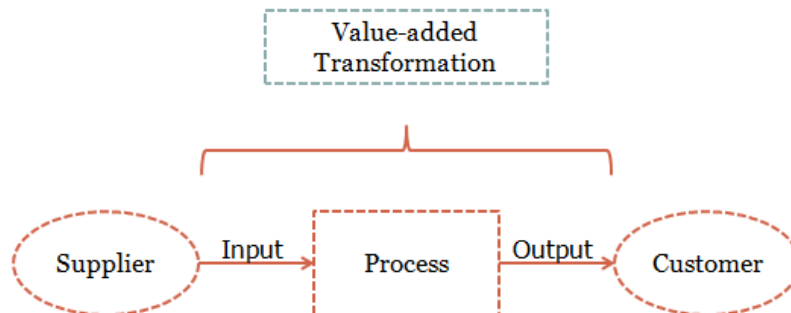 Value-added
Transformation
Supplier
Input
Process
Output
Customer